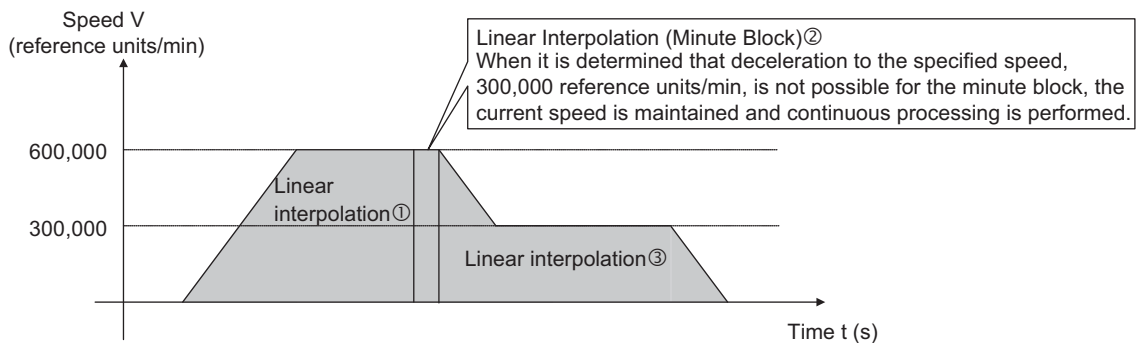 Speed V
(reference units/min)
Linear Interpolation (Minute Block)②
When it is determined that deceleration to the specified speed,
300,000 reference units/min, is not possible for the minute block, the
current speed is maintained and continuous processing is performed.
600,000
Linear
interpolation①
300,000
Linear interpolation③
Time t (s)